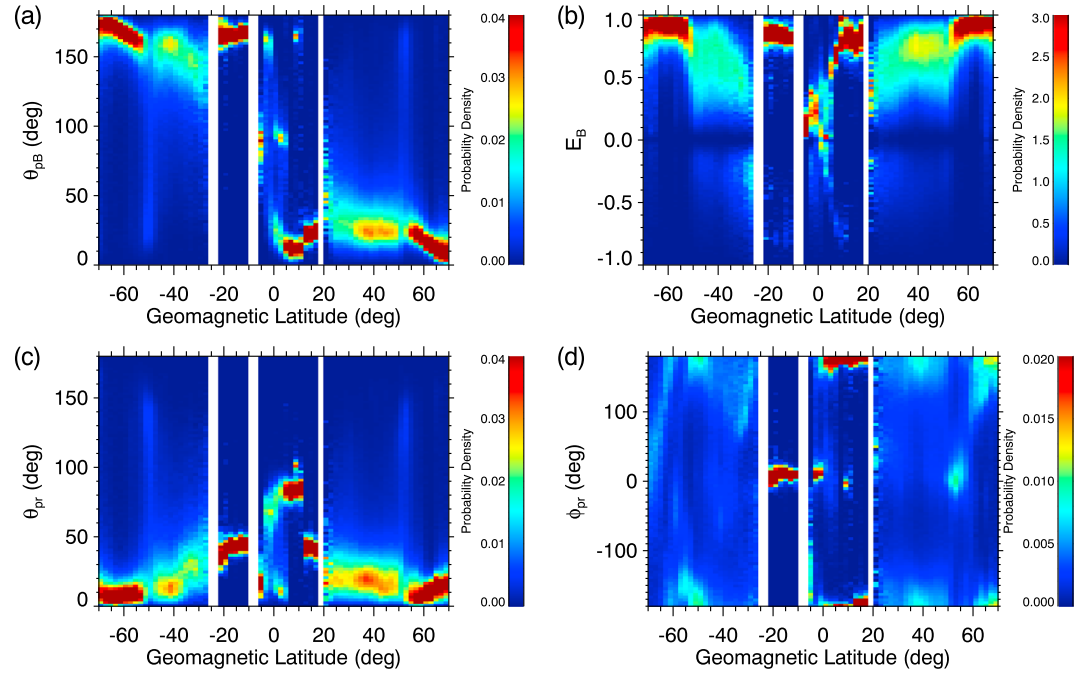 (a)
θpB (deg)
150
100
50
0
-60 -40 -20 0 20 40 60
Geomagnetic Latitude (deg)
0.04
0.03
0.02
0.01
0.00
Probability Density
(b)
EB
1.0
0.5
0.0
-0.5
-1.0
-60 -40 -20 0 20 40 60
Geomagnetic Latitude (deg)
3.0
2.5
2.0
1.5
1.0
0.5
0.0
Probability Density
(c)
θpr (deg)
150
100
50
0
-60 -40 -20 0 20 40 60
Geomagnetic Latitude (deg)
0.04
0.03
0.02
0.01
0.00
Probability Density
(d)
ϕpr (deg)
100
0
-100
-60 -40 -20 0 20 40 60
Geomagnetic Latitude (deg)
0.020
0.015
0.010
0.005
0.000
Probability Density